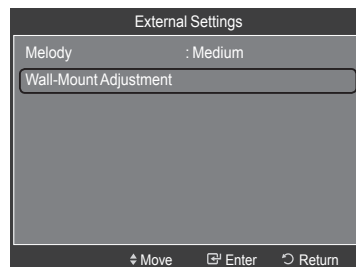 External Settings
Melody : Medium
Wall-Mount Adjustment
Move Enter Return